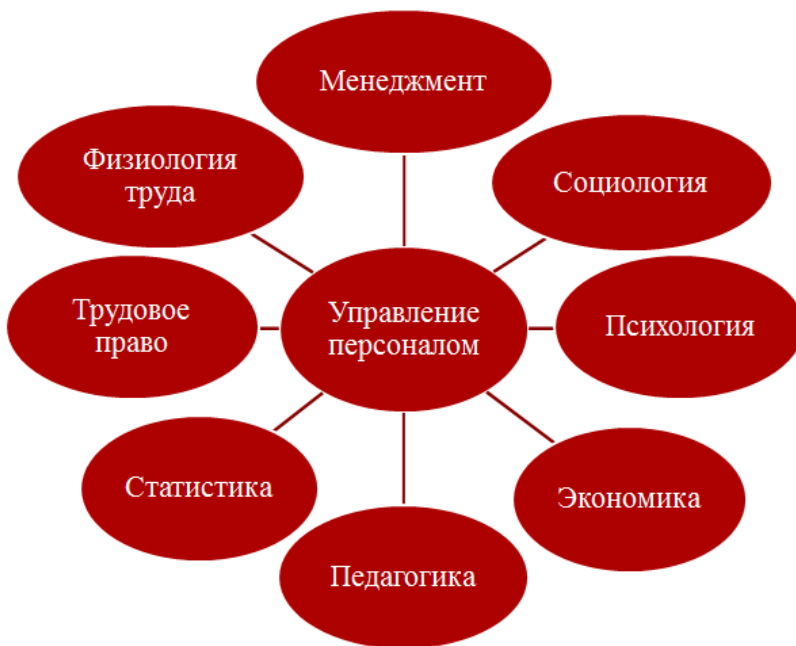 Менеджмент
Физиология
труда
Социология
Трудовое
право
Управление
персоналом
Психология
Статистика
Экономика
Педагогика